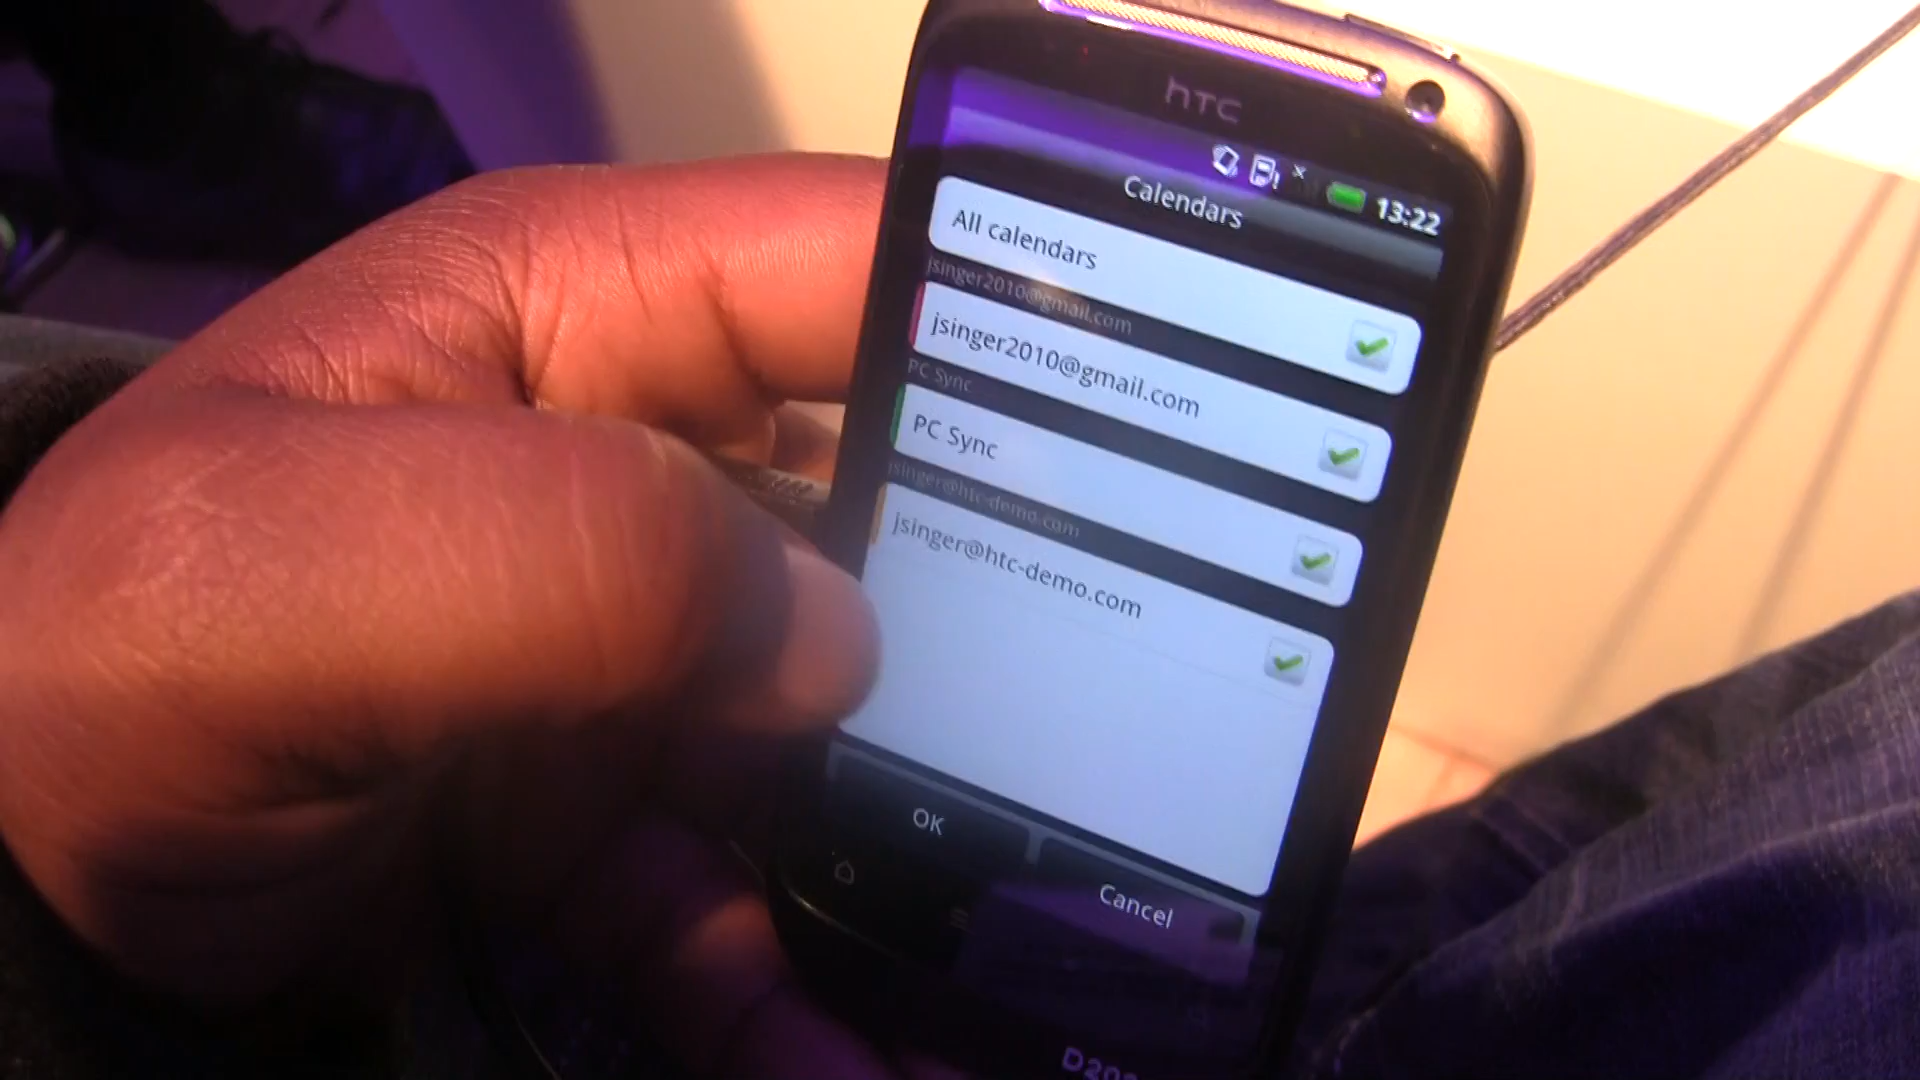 hTC
13:22
Calendars
All calendars
jsinger2010@gmail.com
jsinger2010@gmail.com
PC Sync
PC Sync
jsinger@htc-demo.com
jsinger@htc-demo.com
OK
Cancel